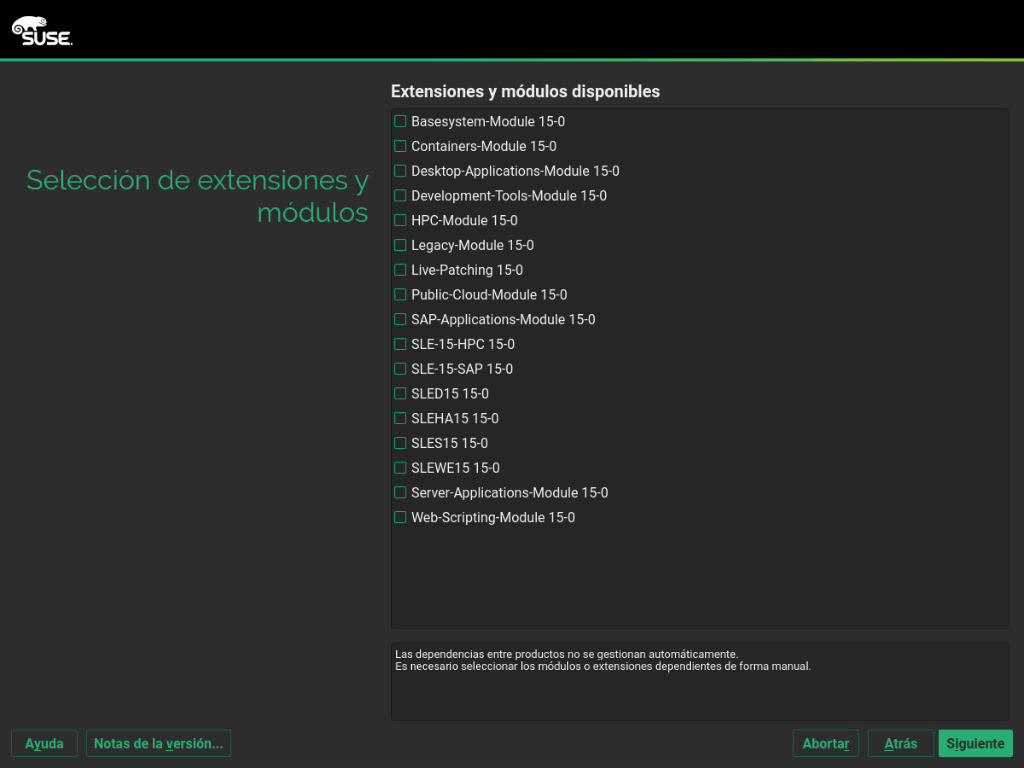 SUSE
Extensiones y módulos disponibles
Selección de extensiones y
módulos
Basesystem-Module 15-0
Containers-Module 15-0
Desktop-Applications-Module 15-0
Development-Tools-Module 15-0
HPC-Module 15-0
Legacy-Module 15-0
Live-Patching 15-0
Public-Cloud-Module 15-0
SAP-Applications-Module 15-0
SLE-15-HPC 15-0
SLE-15-SAP 15-0
SLED15 15-0
SLEHA15 15-0
SLES15 15-0
SLEWE15 15-0
Server-Applications-Module 15-0
Web-Scripting-Module 15-0
Las dependencias entre productos no se gestionan automáticamente.
Es necesario seleccionar los módulos o extensiones dependientes de forma manual.
Ayuda
Notas de la versión...
Abortar
Atrás
Siguiente